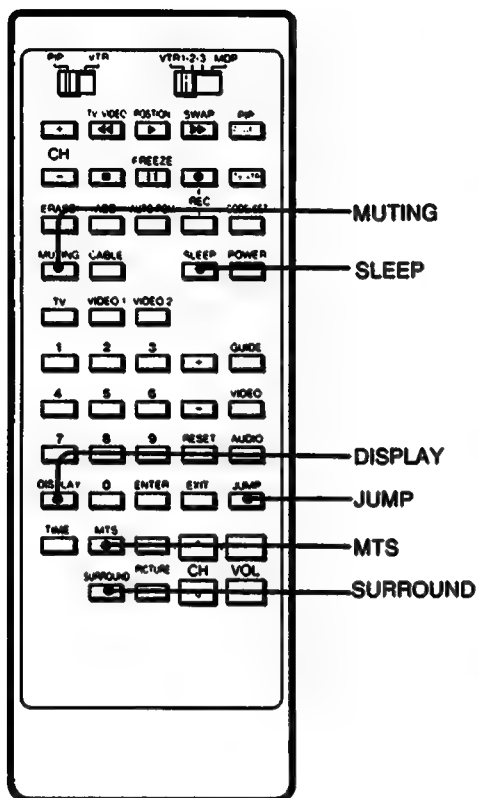 PIP VTR VTR1·2·3 MDP
TV VIDEO POSITION SWAP PIP
+
CH FREEZE
-
ERASE ADD AUTO PGM REC CODE SET
MUTING
MUTING CABLE SLEEP POWER
SLEEP
TV VIDEO 1 VIDEO 2
1 2 3 + GUIDE
4 5 6 - VIDEO
7 8 9 RESET AUDIO
DISPLAY
DISPLAY 0 ENTER EXIT JUMP
JUMP
TIME MTS
MTS
SURROUND PICTURE CH VOL
SURROUND